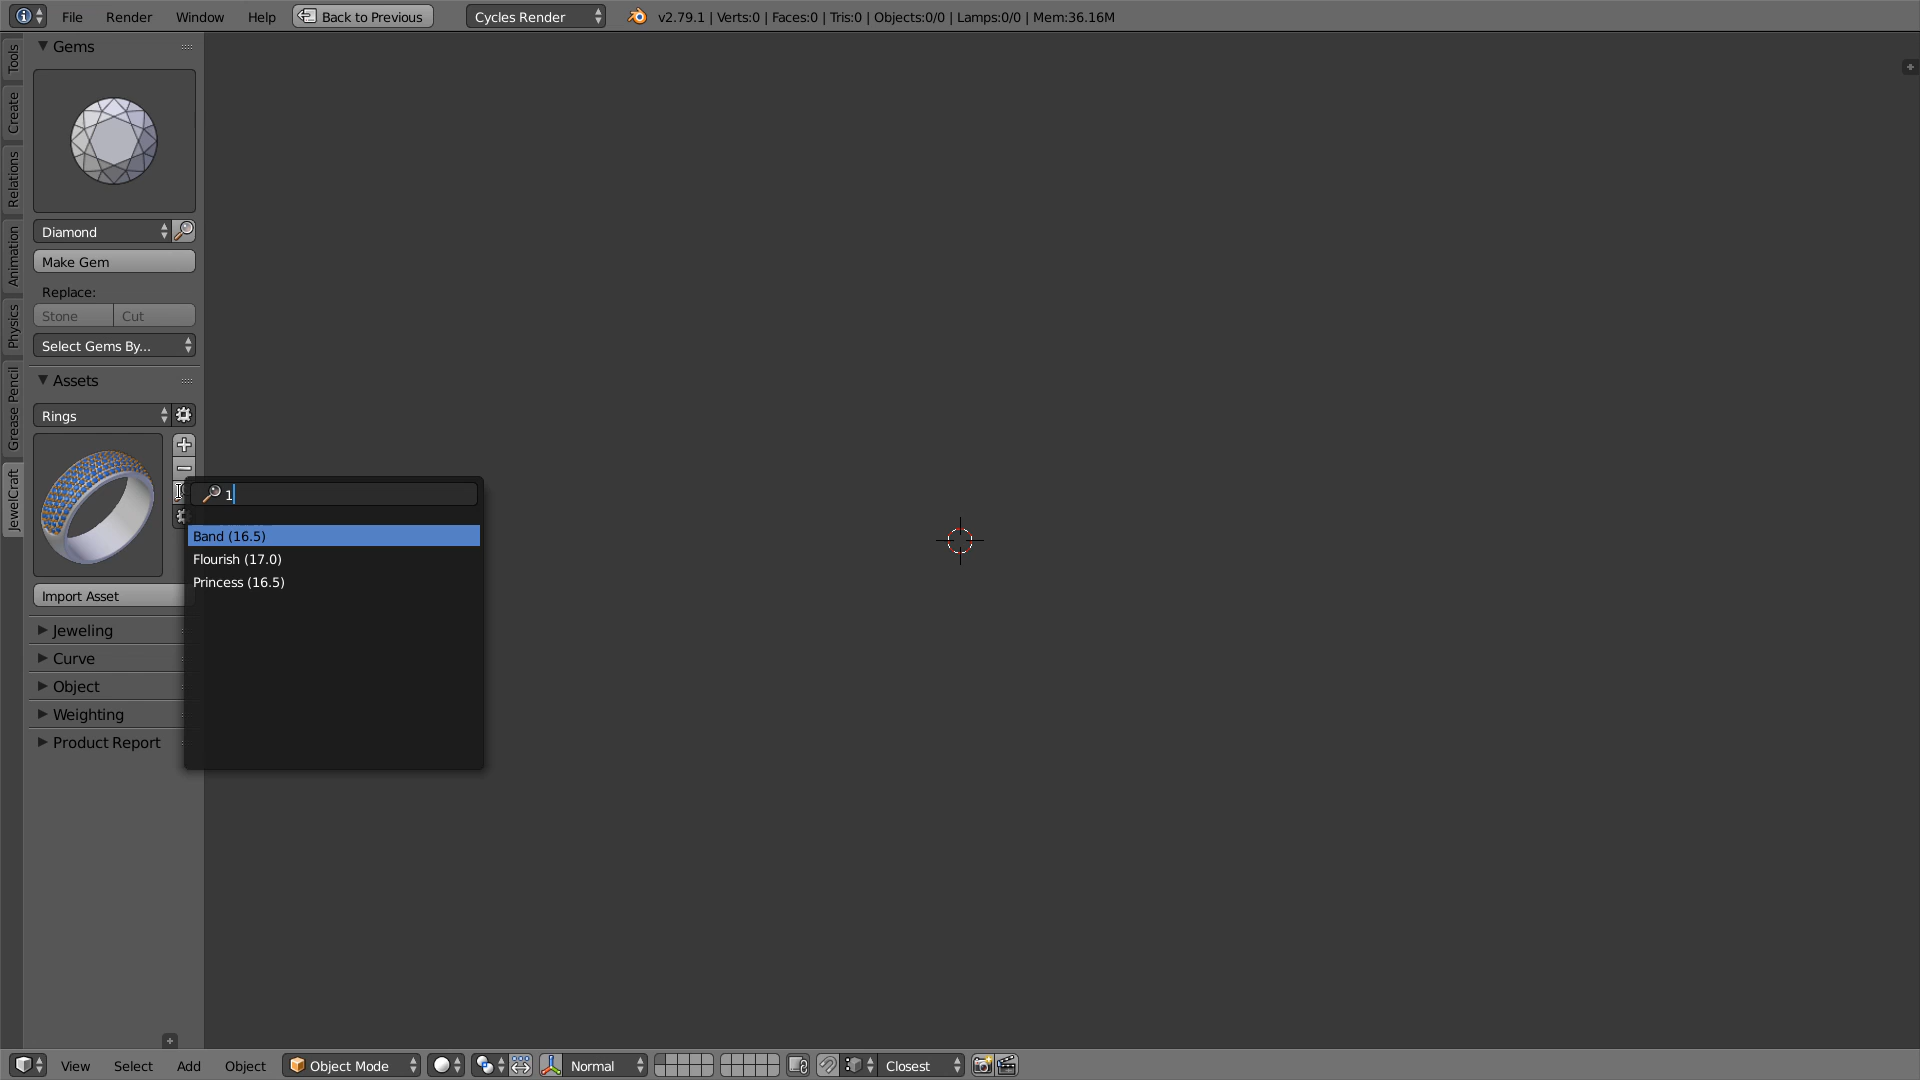 File Render Window Help Back to Previous Cycles Render v2.79.1 | Verts:0 | Faces:0 | Tris:0 | Objects:0/0 | Lamps:0/0 | Mem:36.16M
Tools
Create
Relations
Animation
Physics
Grease Pencil
JewelCraft
Gems
Diamond
Make Gem
Replace:
Stone Cut
Select Gems By...
Assets
Rings
1
Band (16.5)
Flourish (17.0)
Princess (16.5)
Import Asset
Jeweling
Curve
Object
Weighting
Product Report
View Select Add Object Object Mode Normal Closest